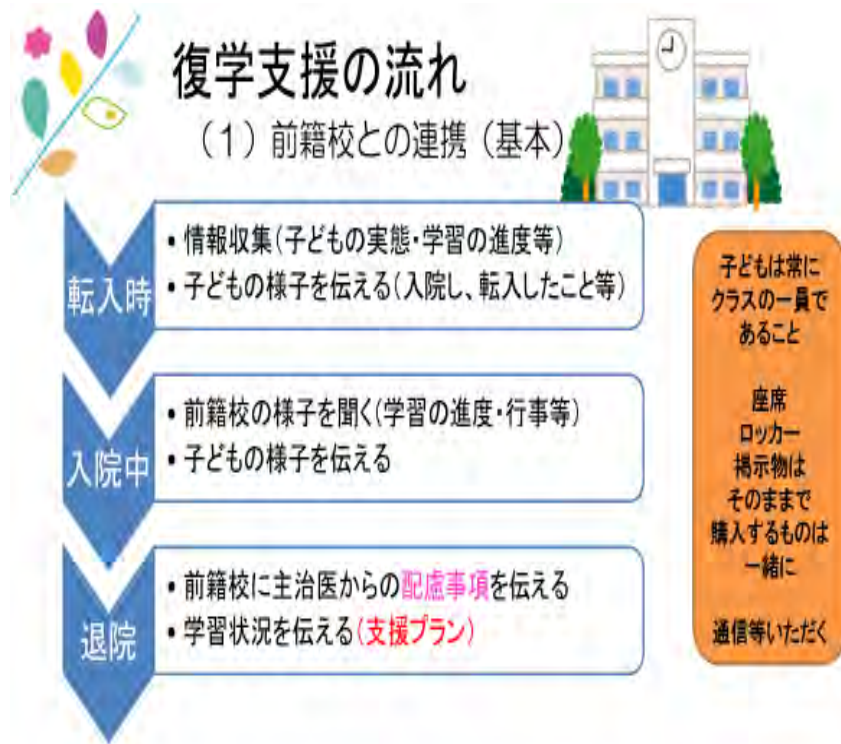 復学支援の流れ
（1）前籍校との連携（基本）
転入時
• 情報収集（子どもの実態・学習の進度等）
• 子どもの様子を伝える（入院し、転入したこと等）
入院中
• 前籍校の様子を聞く（学習の進度・行事等）
• 子どもの様子を伝える
退院
• 前籍校に主治医からの配慮事項を伝える
• 学習状況を伝える（支援プラン）
子どもは常に
クラスの一員で
あること
座席
ロッカー
掲示物は
そのままで
購入するものは
一緒に
通信等いただく